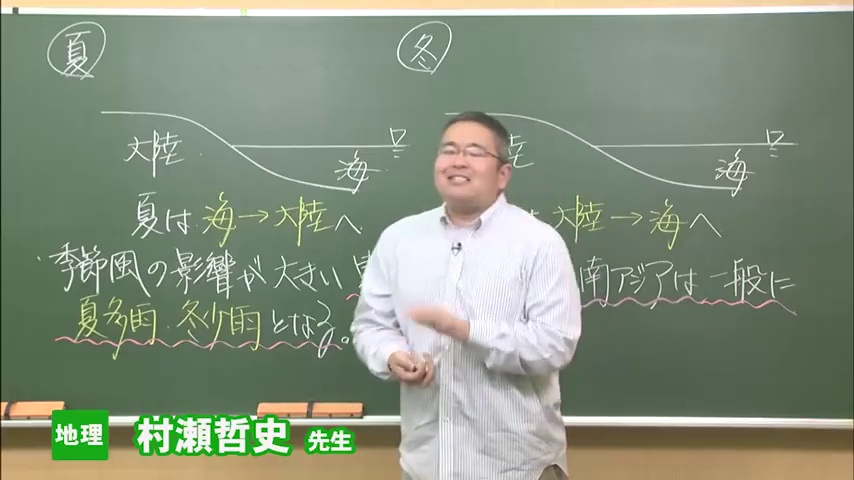 夏
冬
大陸
海
陸
海
夏は 海→大陸へ
大陸→海へ
季節風の影響が大きい
南アジアは一般に
夏多雨・冬少雨となる。
地理 村瀬哲史 先生